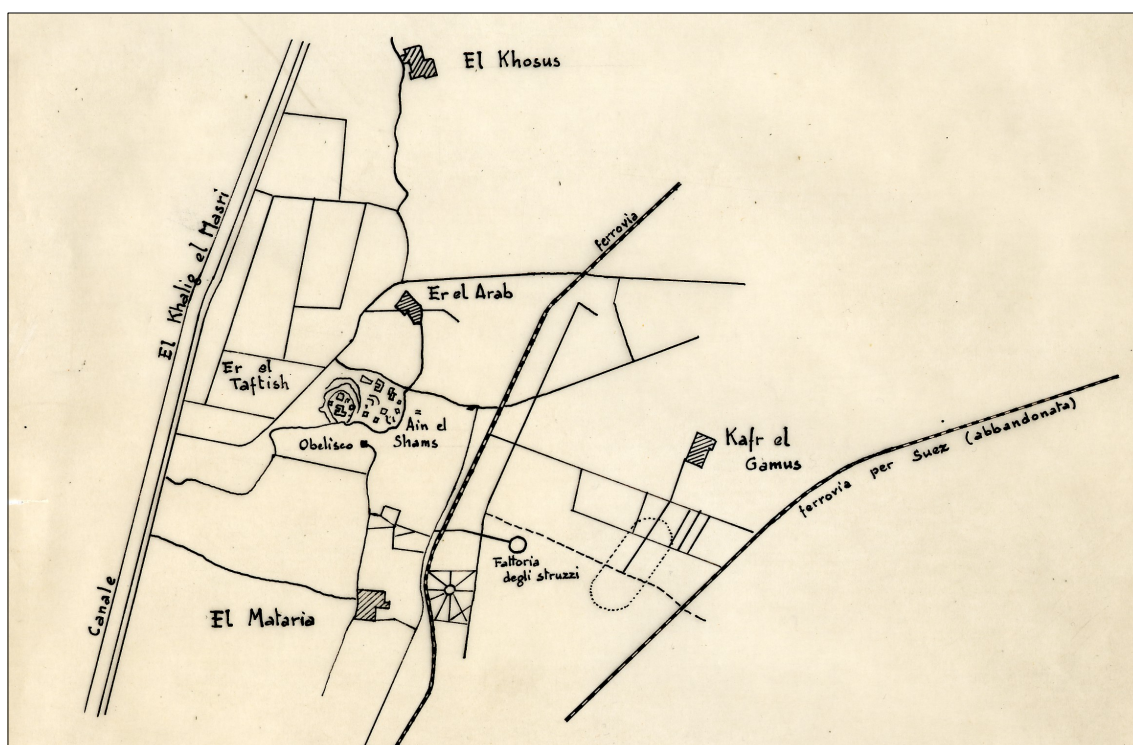 El Khosus
El Khalig el Masri
ferrovia
Er el Arab
Er el
Taftish
Ain el
Shams
Obelisco
Kafr el
Gamus
ferrovia per Suez (abbandonata)
Fattoria
degli struzzi
Canale
El Mataria